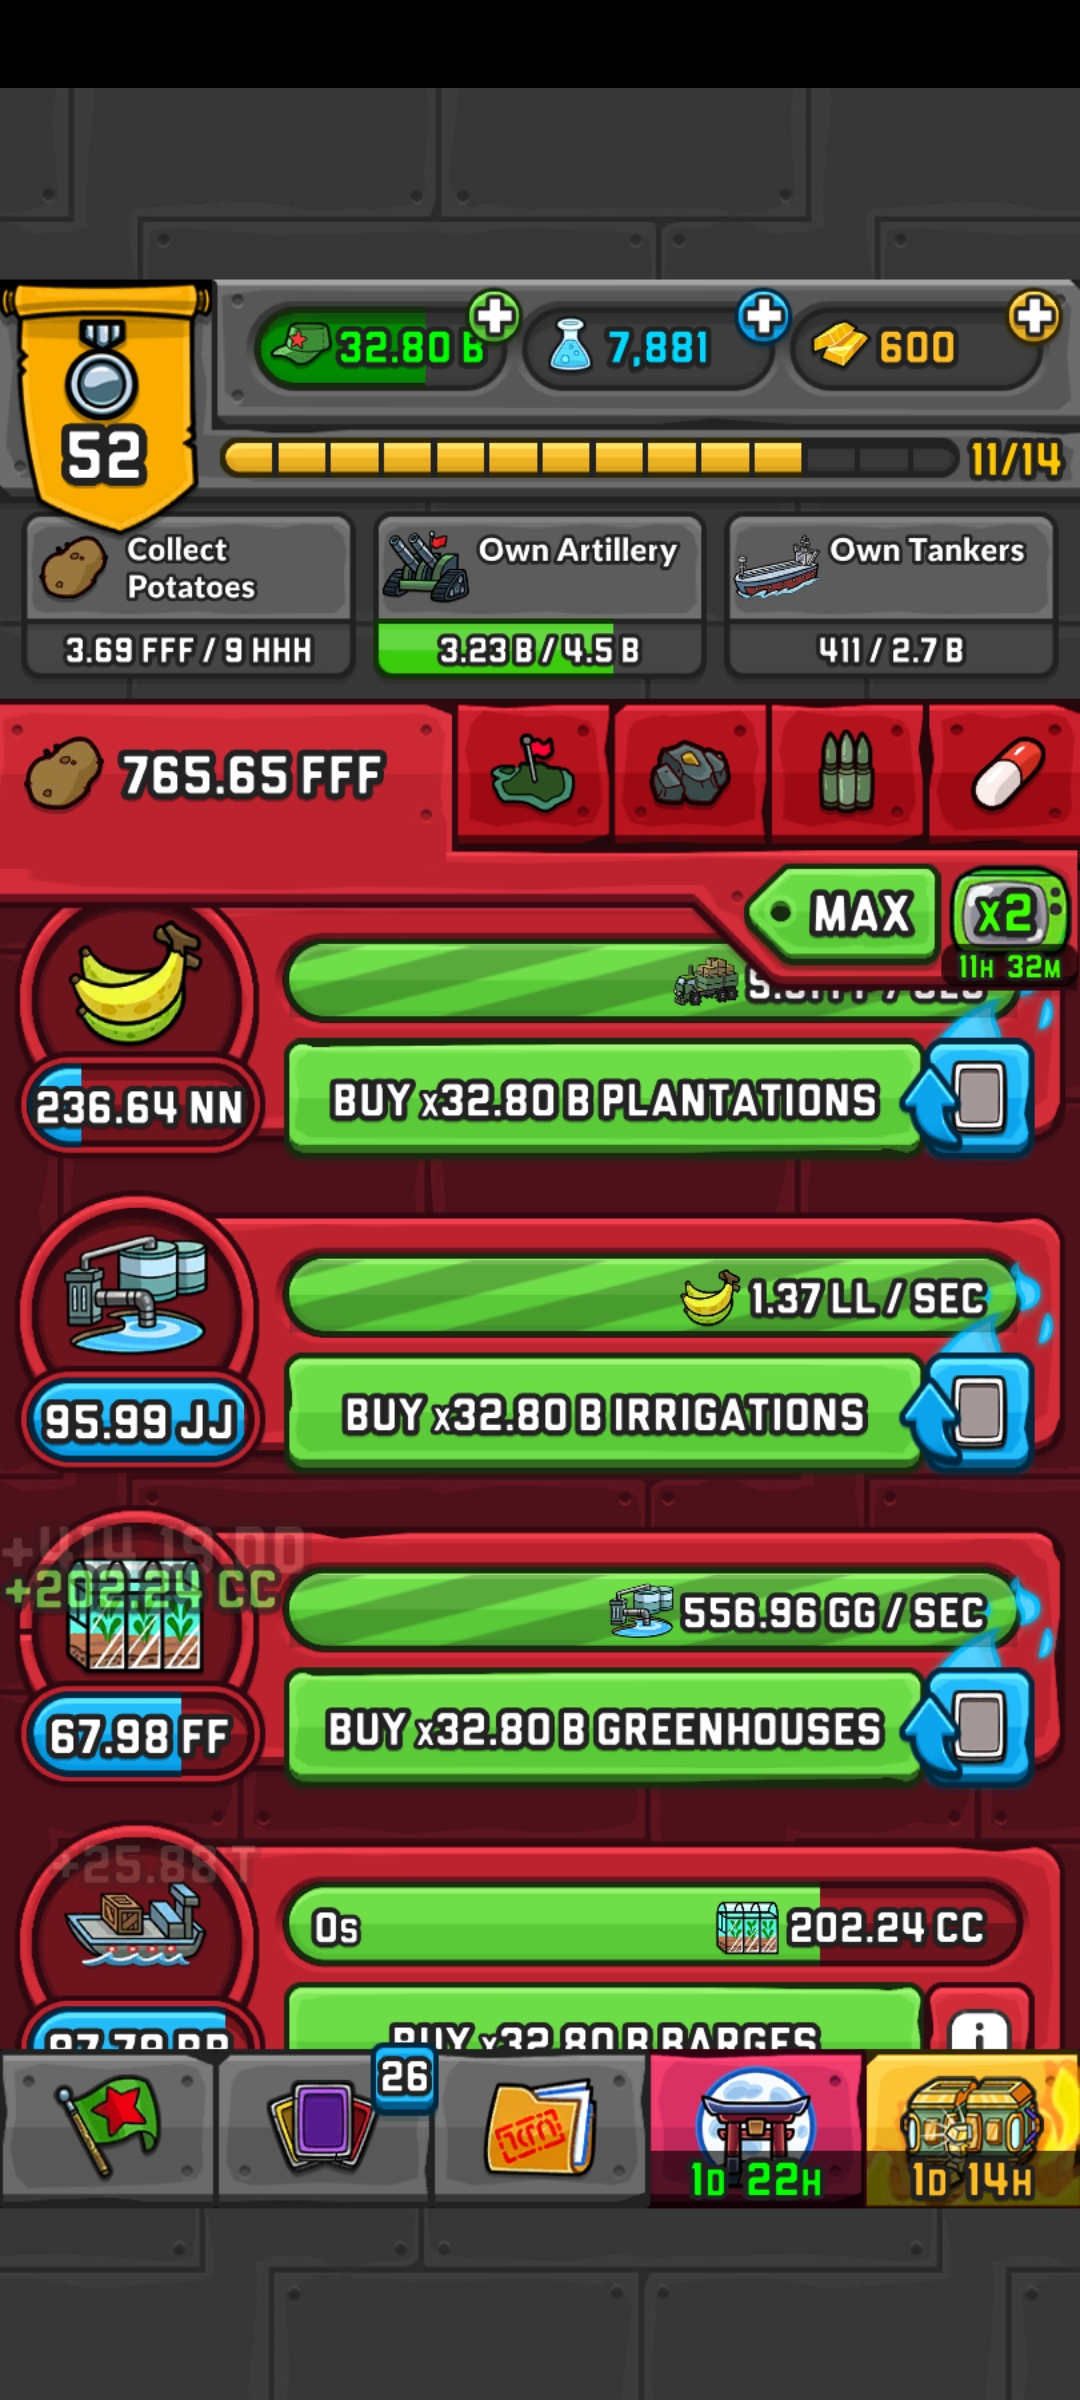 32.80 B
7,881
600
52
11/14
Collect
Potatoes
Own Artillery
Own Tankers
3.69 FFF / 9 HHH
3.23 B / 4.5 B
411 / 2.7 B
765.65 FFF
MAX
x2
11H 32M
/ SEC
236.64 NN
BUY x32.80 B PLANTATIONS
1.37 LL / SEC
95.99 JJ
BUY x32.80 B IRRIGATIONS
+414.19 DD
+202.24 CC
556.96 GG / SEC
67.98 FF
BUY x32.80 B GREENHOUSES
+25.88 T
0s
202.24 CC
BUY x32.80 B BARGES
26
1D 22H
1D 14H